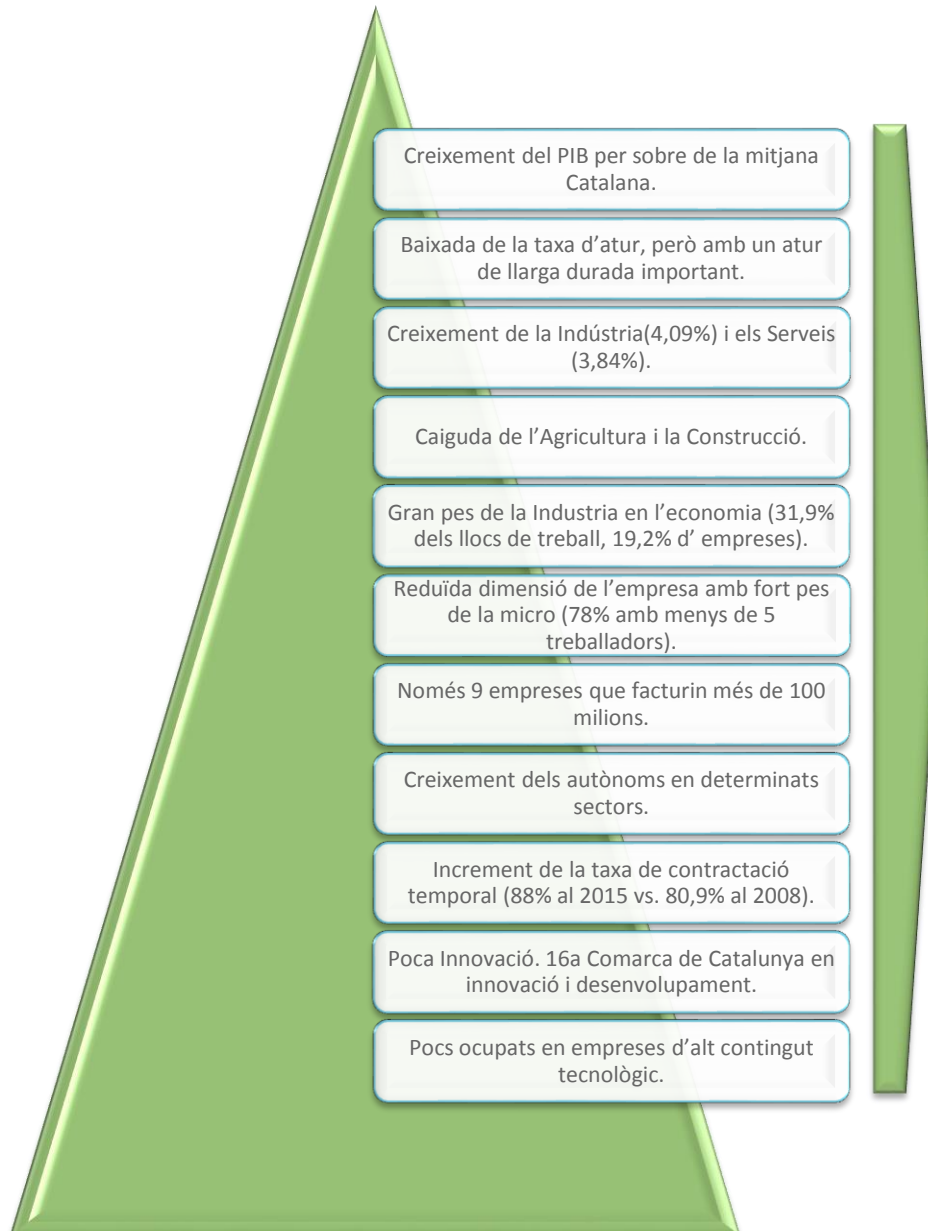 Creixement del PIB per sobre de la mitjana
Catalana.
Baixada de la taxa d’atur, però amb un atur
de llarga durada important.
Creixement de la Indústria(4,09%) i els Serveis
(3,84%).
Caiguda de l’Agricultura i la Construcció.
Gran pes de la Industria en l’economia (31,9%
dels llocs de treball, 19,2% d’ empreses).
Reduïda dimensió de l’empresa amb fort pes
de la micro (78% amb menys de 5
treballadors).
Només 9 empreses que facturin més de 100
milions.
Creixement dels autònoms en determinats
sectors.
Increment de la taxa de contractació
temporal (88% al 2015 vs. 80,9% al 2008).
Poca Innovació. 16a Comarca de Catalunya en
innovació i desenvolupament.
Pocs ocupats en empreses d’alt contingut
tecnològic.